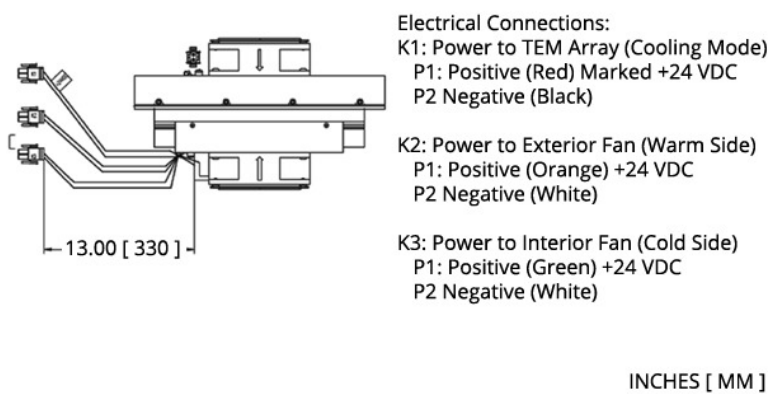 Electrical Connections:
K1: Power to TEM Array (Cooling Mode)
P1: Positive (Red) Marked +24 VDC
P2 Negative (Black)
K2: Power to Exterior Fan (Warm Side)
P1: Positive (Orange) +24 VDC
P2 Negative (White)
K3: Power to Interior Fan (Cold Side)
P1: Positive (Green) +24 VDC
P2 Negative (White)
13.00 [ 330 ]
INCHES [ MM ]